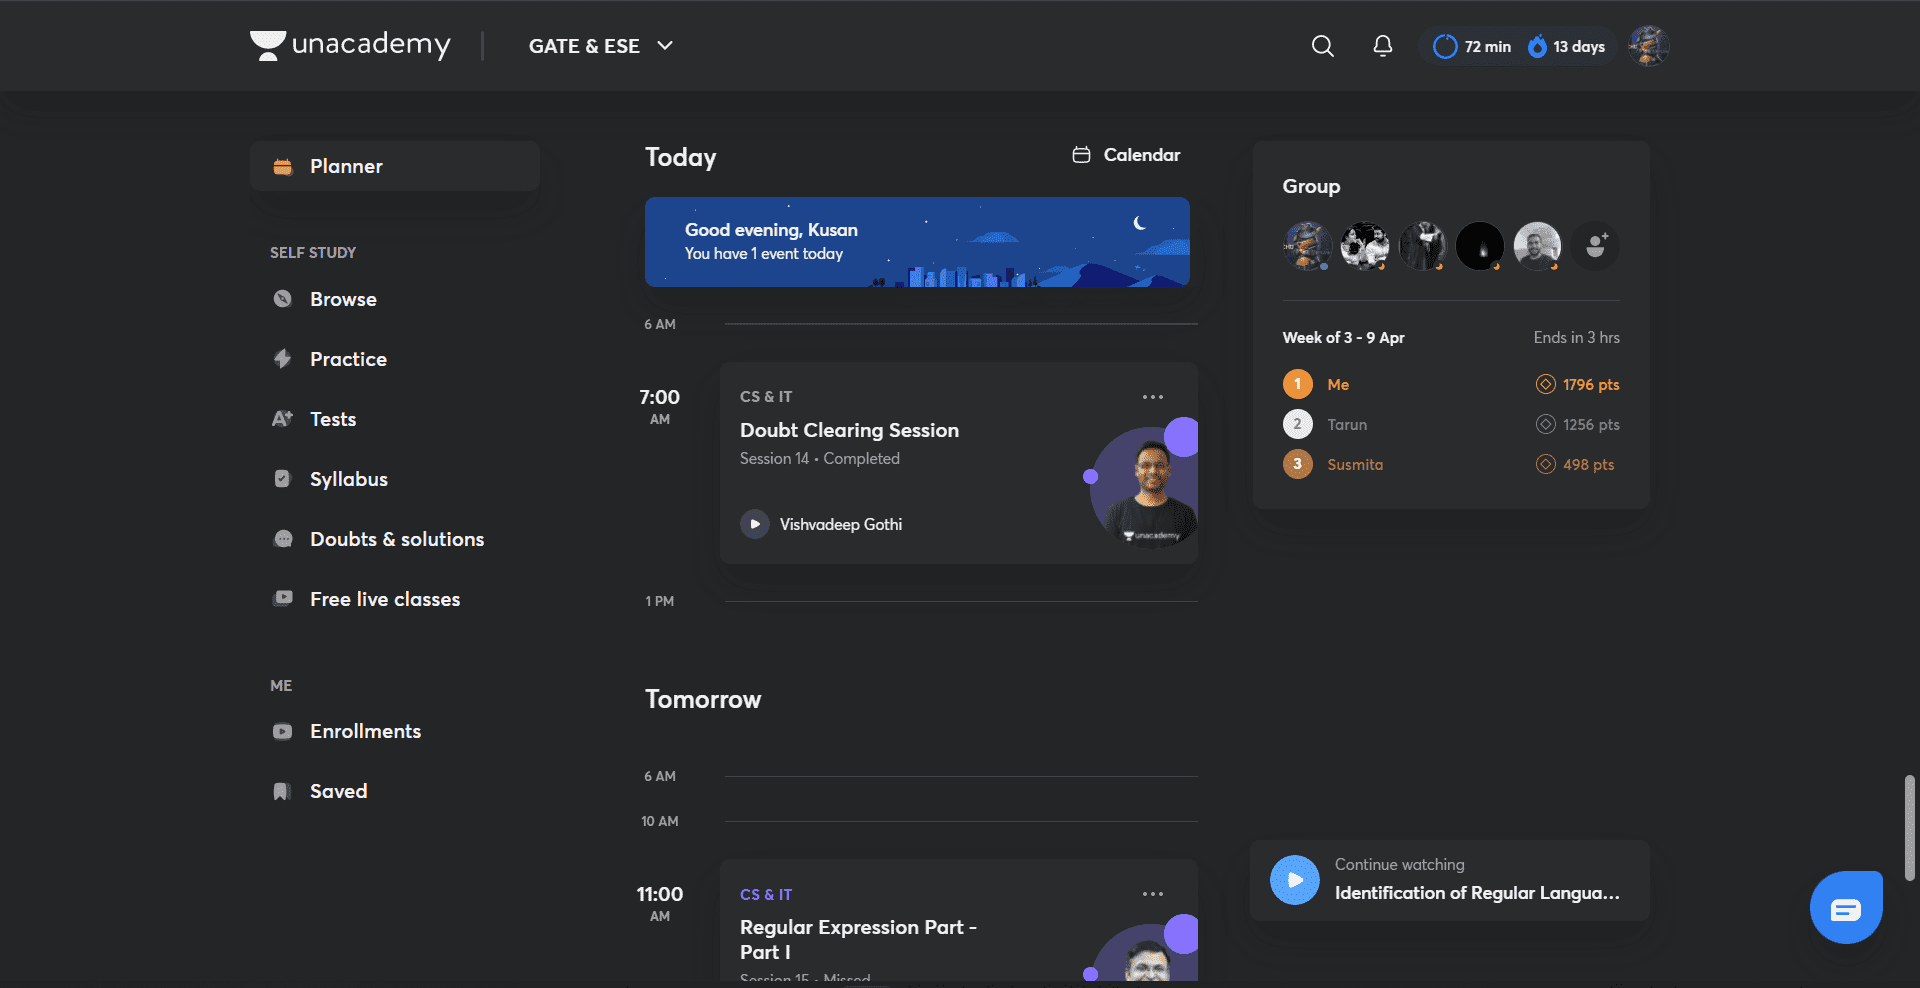 unacademy
GATE & ESE
72 min
13 days
Planner
SELF STUDY
Browse
Practice
Tests
Syllabus
Doubts & solutions
Free live classes
ME
Enrollments
Saved
Today
Calendar
Good evening, Kusan
You have 1 event today
6 AM
7:00
AM
CS & IT
Doubt Clearing Session
Session 14 • Completed
Vishvadeep Gothi
unacademy
1 PM
Tomorrow
6 AM
10 AM
11:00
AM
CS & IT
Regular Expression Part -
Part I
Session 15 • Missed
Group
Week of 3 - 9 Apr
Ends in 3 hrs
1 Me 1796 pts
2 Tarun 1256 pts
3 Susmita 498 pts
Continue watching
Identification of Regular Langua...